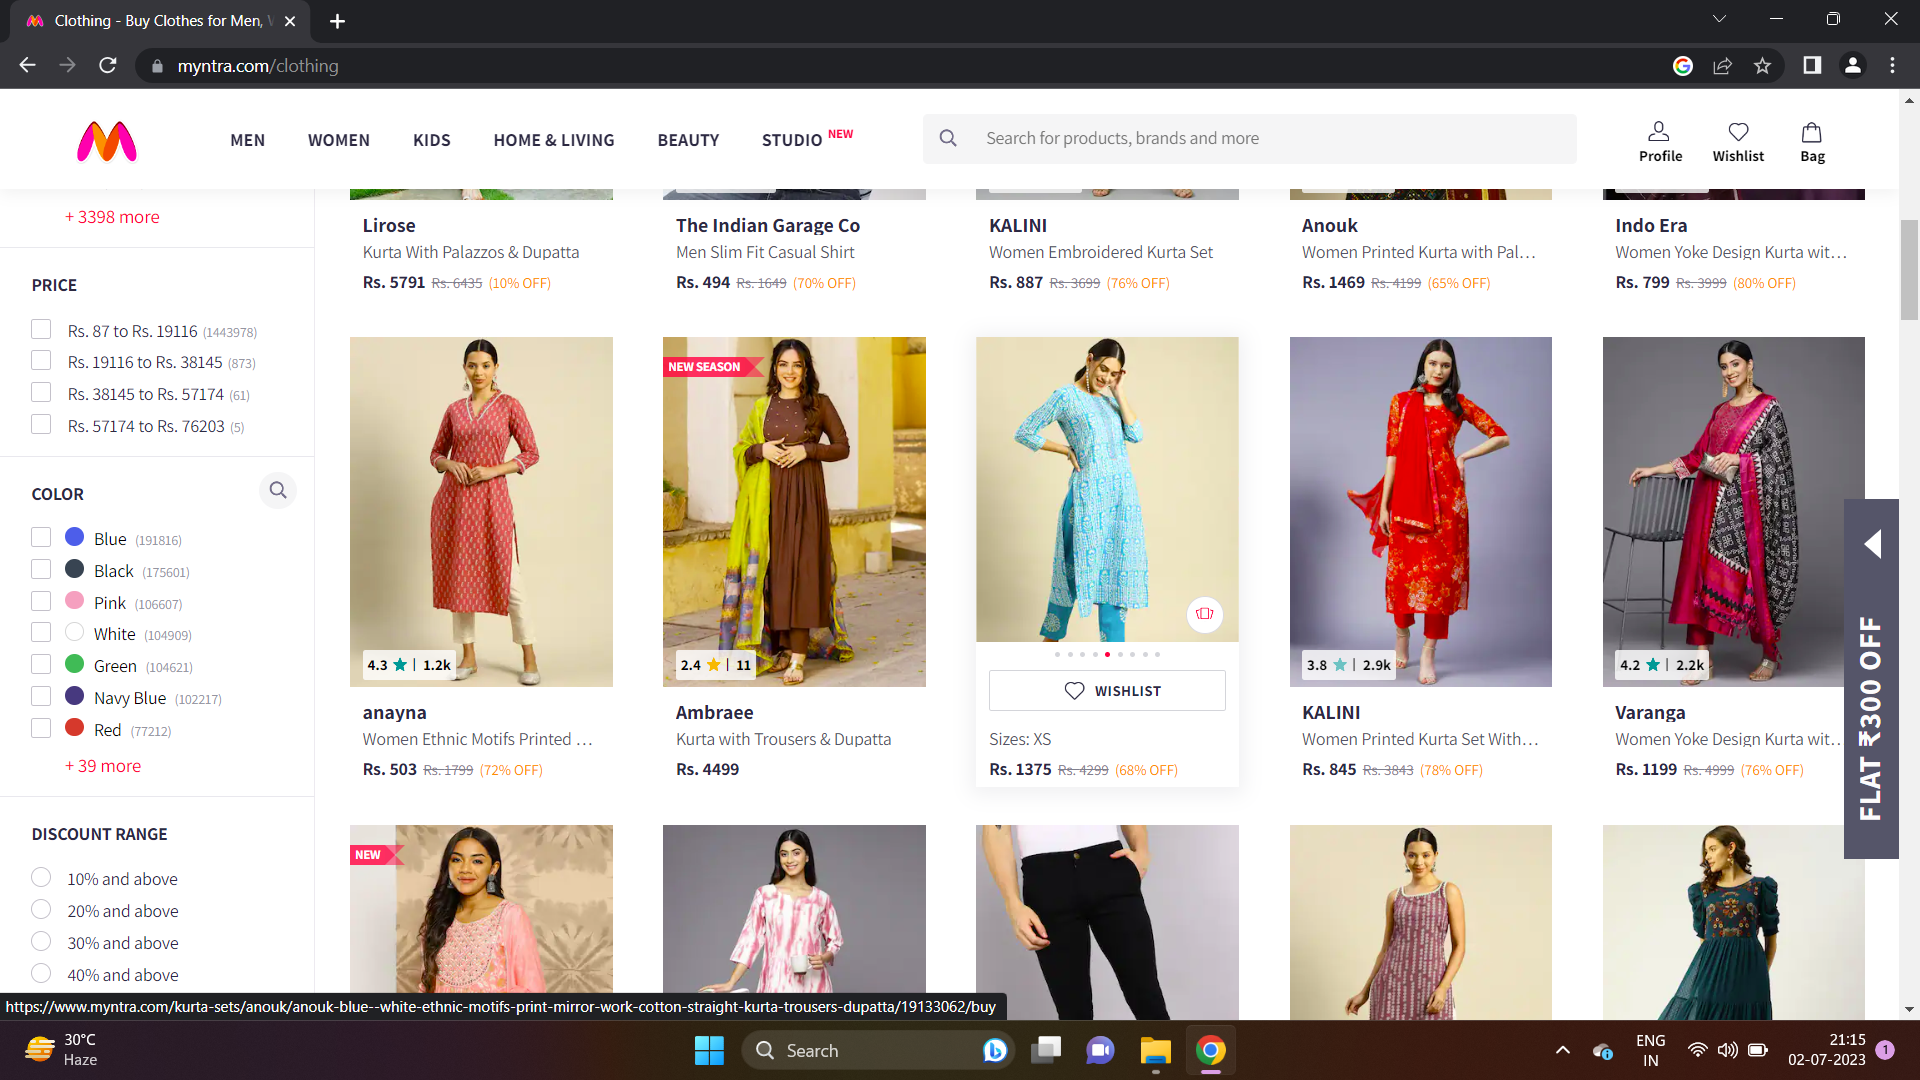 Clothing - Buy Clothes for Men,
myntra.com/clothing
MEN
WOMEN
KIDS
HOME & LIVING
BEAUTY
STUDIO NEW
Search for products, brands and more
Profile
Wishlist
Bag
+ 3398 more
PRICE
Rs. 87 to Rs. 19116 (1443978)
Rs. 19116 to Rs. 38145 (873)
Rs. 38145 to Rs. 57174 (61)
Rs. 57174 to Rs. 76203 (5)
COLOR
Blue (191816)
Black (175601)
Pink (106607)
White (104909)
Green (104621)
Navy Blue (102217)
Red (77212)
+ 39 more
DISCOUNT RANGE
10% and above
20% and above
30% and above
40% and above
Lirose
Kurta With Palazzos & Dupatta
Rs. 5791 Rs. 6435 (10% OFF)
The Indian Garage Co
Men Slim Fit Casual Shirt
Rs. 494 Rs. 1649 (70% OFF)
KALINI
Women Embroidered Kurta Set
Rs. 887 Rs. 3699 (76% OFF)
Anouk
Women Printed Kurta with Pal...
Rs. 1469 Rs. 4199 (65% OFF)
Indo Era
Women Yoke Design Kurta wit...
Rs. 799 Rs. 3999 (80% OFF)
4.3 | 1.2k
anayna
Women Ethnic Motifs Printed ...
Rs. 503 Rs. 1799 (72% OFF)
NEW SEASON
2.4 | 11
Ambraee
Kurta with Trousers & Dupatta
Rs. 4499
WISHLIST
Sizes: XS
Rs. 1375 Rs. 4299 (68% OFF)
3.8 | 2.9k
KALINI
Women Printed Kurta Set With...
Rs. 845 Rs. 3843 (78% OFF)
4.2 | 2.2k
Varanga
Women Yoke Design Kurta wit...
Rs. 1199 Rs. 4999 (76% OFF)
FLAT ₹300 OFF
NEW
https://www.myntra.com/kurta-sets/anouk/anouk-blue--white-ethnic-motifs-print-mirror-work-cotton-straight-kurta-trousers-dupatta/19133062/buy
30°C
Haze
Search
ENG
IN
21:15
02-07-2023
1